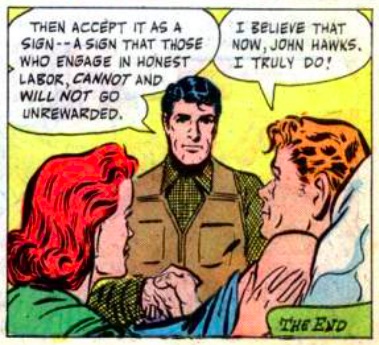 THEN ACCEPT IT AS A
SIGN--A SIGN THAT THOSE
WHO ENGAGE IN HONEST
LABOR, CANNOT AND
WILL NOT GO
UNREWARDED.
I BELIEVE THAT
NOW, JOHN HAWKS.
I TRULY DO!
THE END